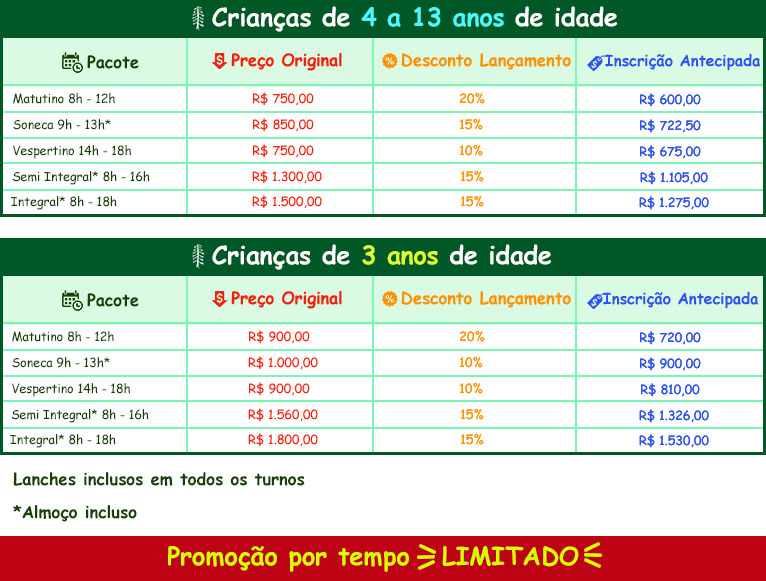 Crianças de 4 a 13 anos de idade
Pacote Preço Original Desconto Lançamento Inscrição Antecipada
Matutino 8h - 12h R$ 750,00 20% R$ 600,00
Soneca 9h - 13h* R$ 850,00 15% R$ 722,50
Vespertino 14h - 18h R$ 750,00 10% R$ 675,00
Semi Integral* 8h - 16h R$ 1.300,00 15% R$ 1.105,00
Integral* 8h - 18h R$ 1.500,00 15% R$ 1.275,00
Crianças de 3 anos de idade
Pacote Preço Original Desconto Lançamento Inscrição Antecipada
Matutino 8h - 12h R$ 900,00 20% R$ 720,00
Soneca 9h - 13h* R$ 1.000,00 10% R$ 900,00
Vespertino 14h - 18h R$ 900,00 10% R$ 810,00
Semi Integral* 8h - 16h R$ 1.560,00 15% R$ 1.326,00
Integral* 8h - 18h R$ 1.800,00 15% R$ 1.530,00
Lanches inclusos em todos os turnos
*Almoço incluso
Promoção por tempo LIMITADO